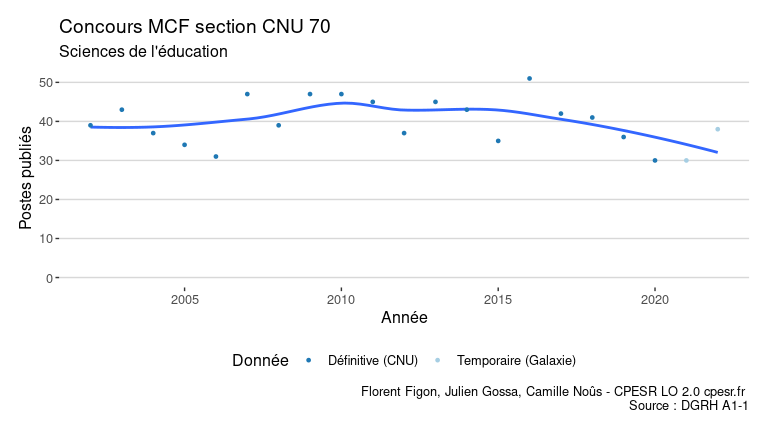 Concours MCF section CNU 70
Sciences de l'éducation
Postes publiés
50
40
30
20
10
0
2005 2010 2015 2020
Année
Donnée Définitive (CNU) Temporaire (Galaxie)
Florent Figon, Julien Gossa, Camille Noûs - CPESR LO 2.0 cpesr.fr
Source : DGRH A1-1